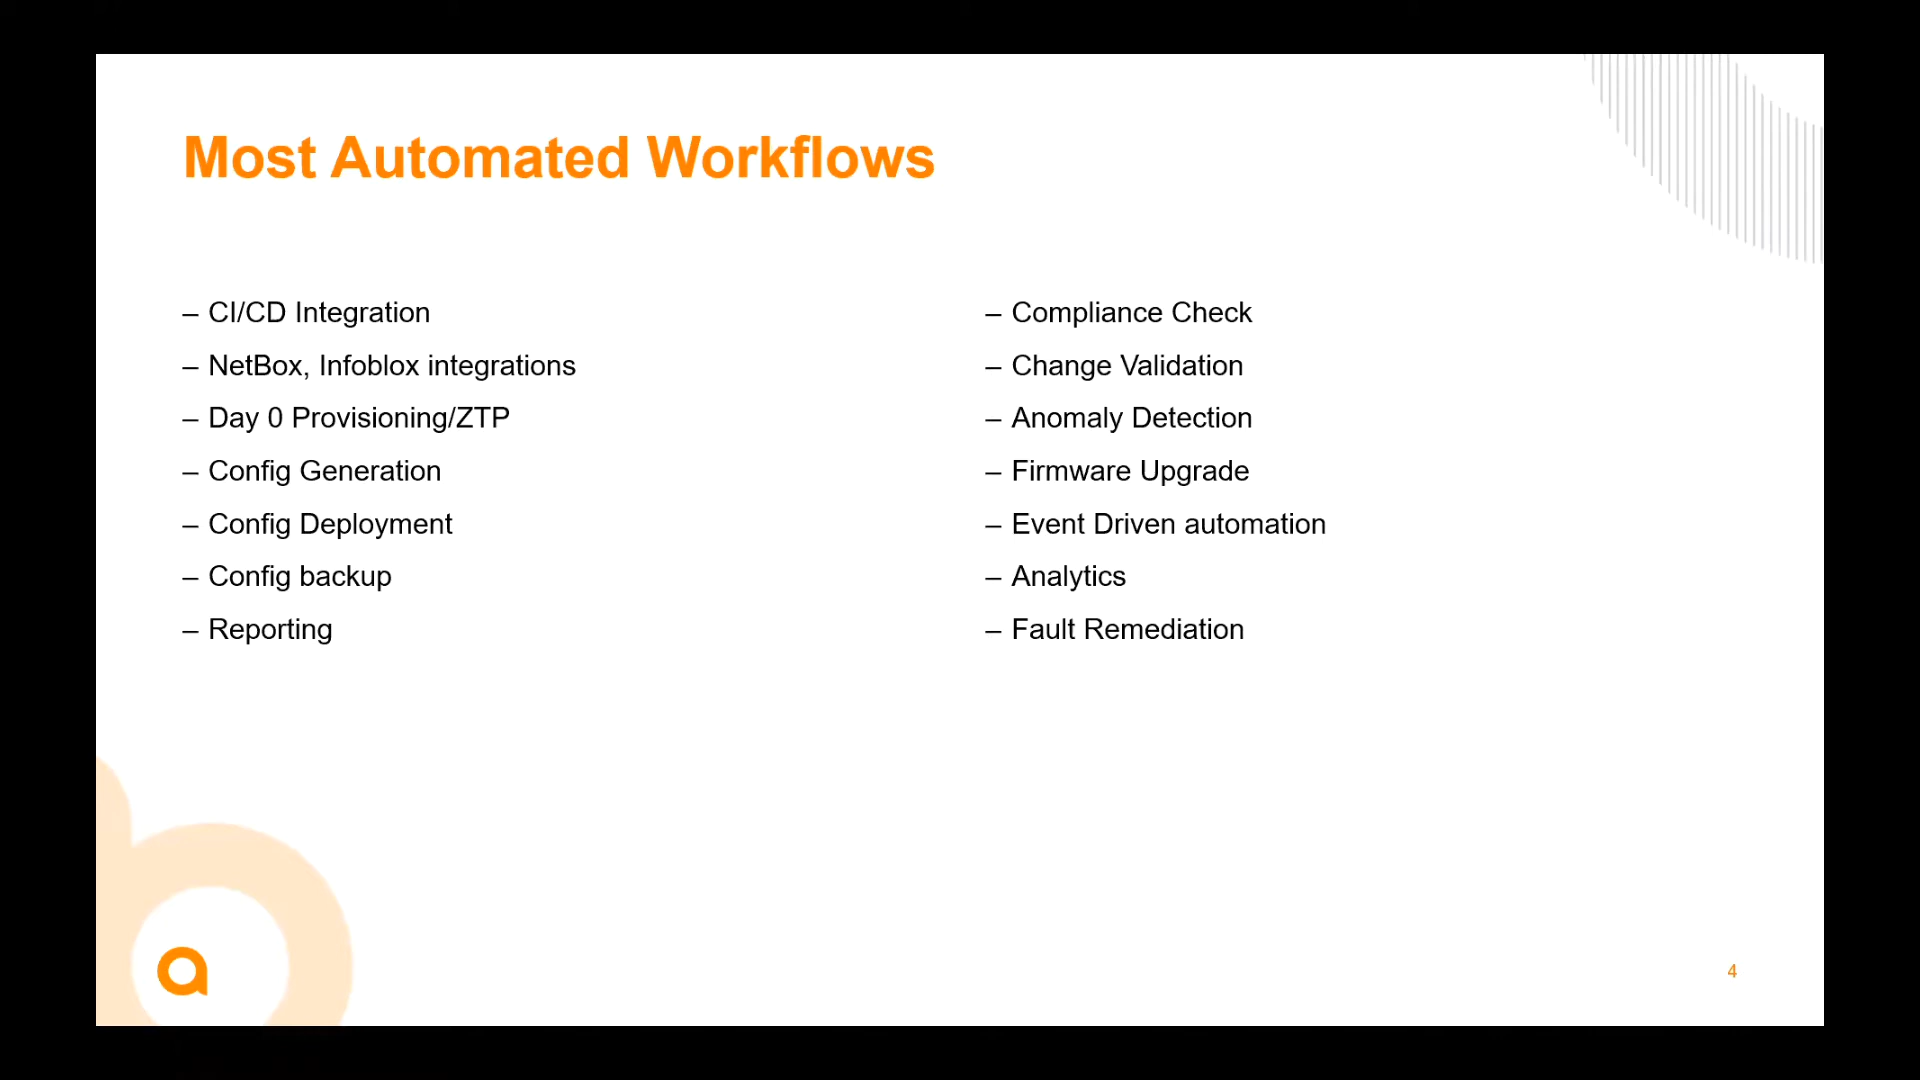 Most Automated Workflows
– CI/CD Integration
– NetBox, Infoblox integrations
– Day 0 Provisioning/ZTP
– Config Generation
– Config Deployment
– Config backup
– Reporting
– Compliance Check
– Change Validation
– Anomaly Detection
– Firmware Upgrade
– Event Driven automation
– Analytics
– Fault Remediation
4